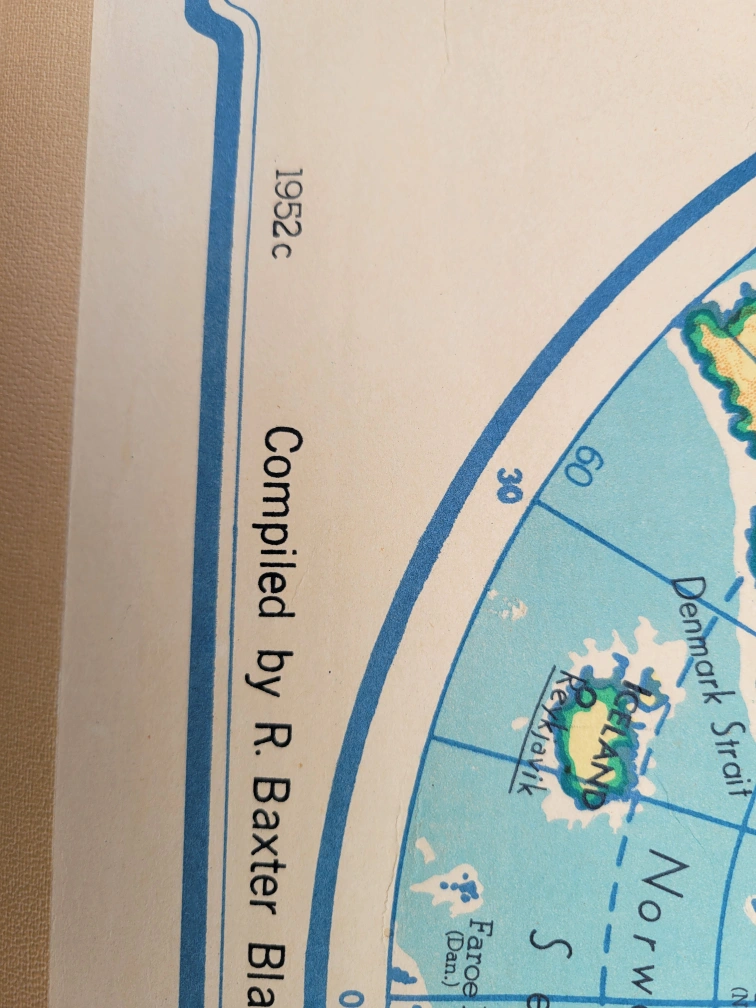 1952c
Compiled by R. Baxter Bla
60
30
Denmark Strait
ICELAND
Reykjavik
Norw
S e
Faroe
(Dan.)
0